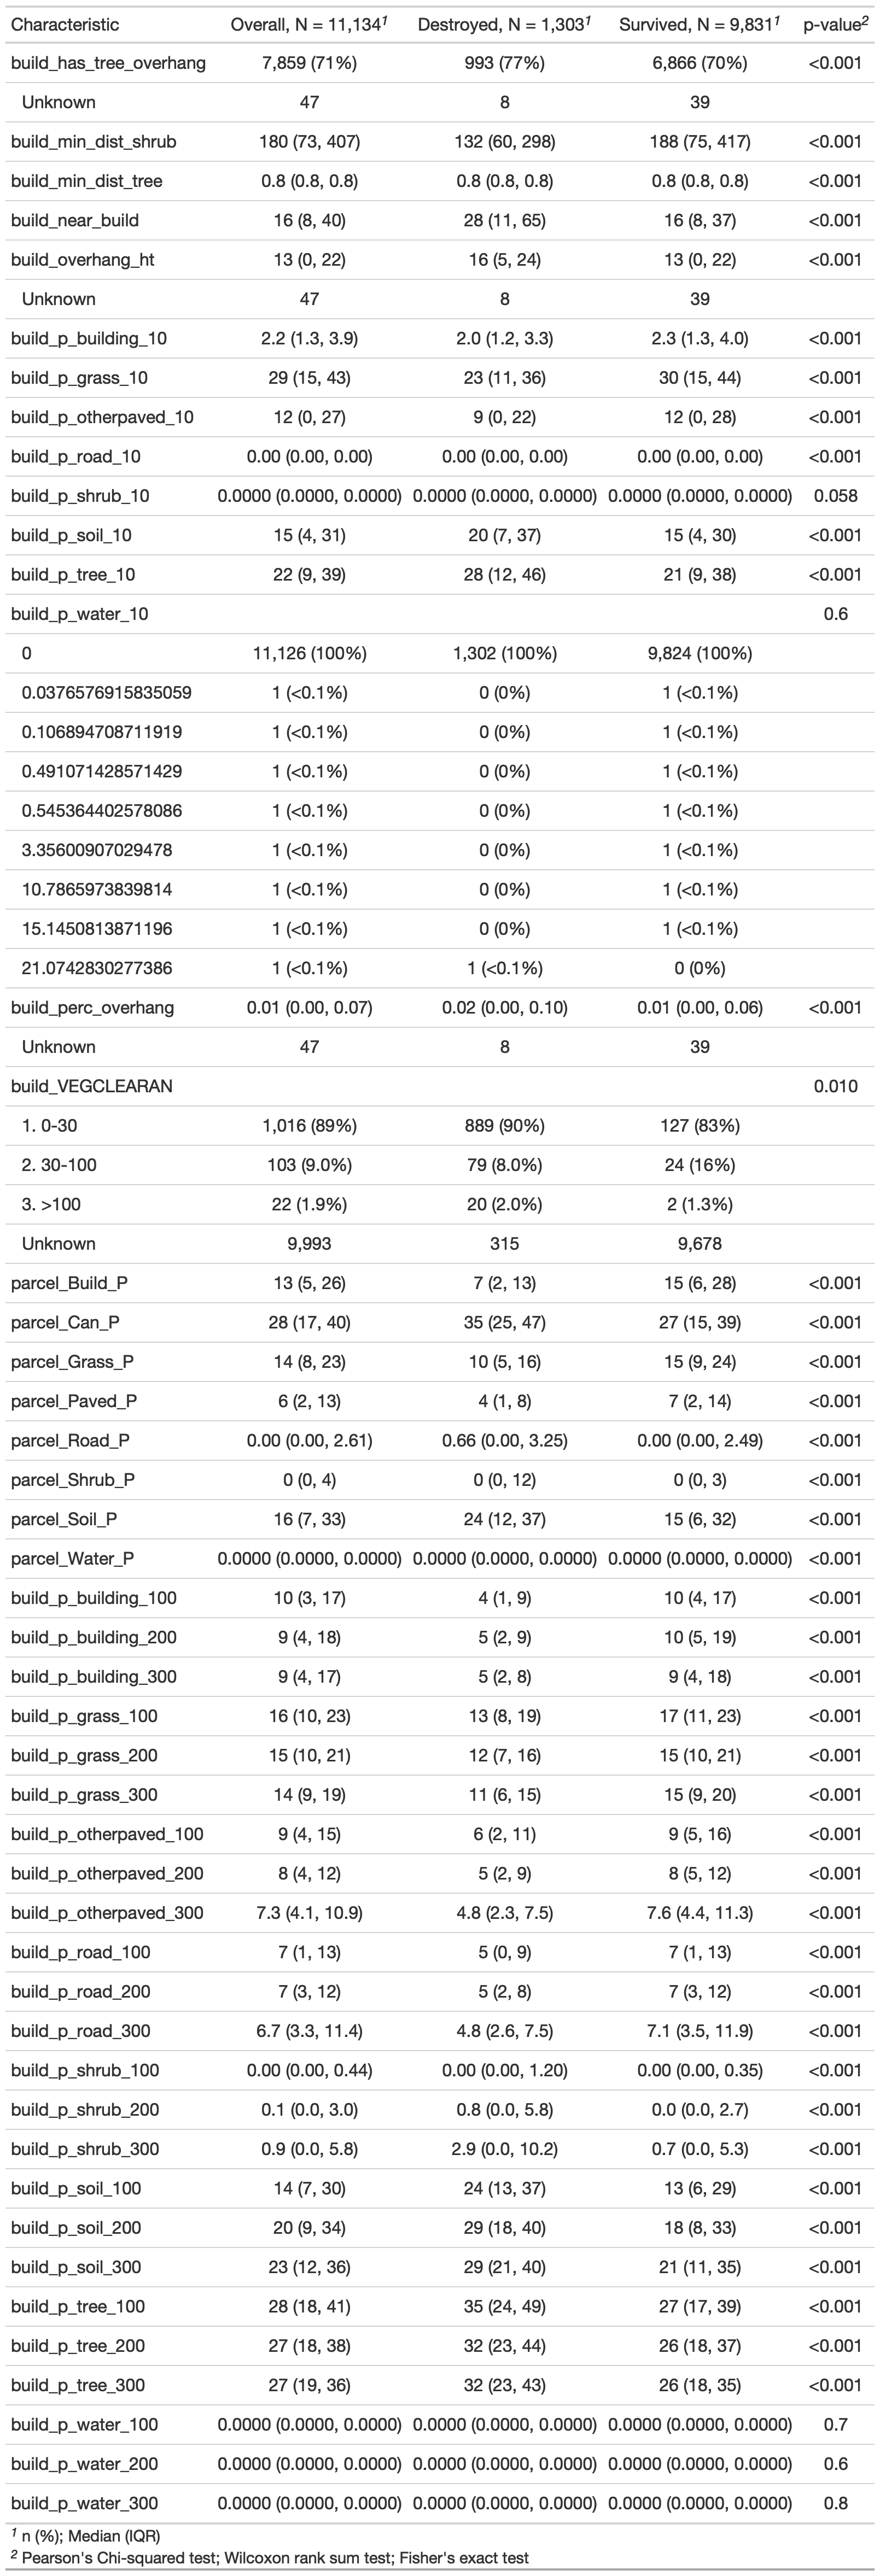 Characteristic Overall, N = 11,134¹ Destroyed, N = 1,303¹ Survived, N = 9,831¹ p-value²
build_has_tree_overhang 7,859 (71%) 993 (77%) 6,866 (70%) <0.001
Unknown 47 8 39
build_min_dist_shrub 180 (73, 407) 132 (60, 298) 188 (75, 417) <0.001
build_min_dist_tree 0.8 (0.8, 0.8) 0.8 (0.8, 0.8) 0.8 (0.8, 0.8) <0.001
build_near_build 16 (8, 40) 28 (11, 65) 16 (8, 37) <0.001
build_overhang_ht 13 (0, 22) 16 (5, 24) 13 (0, 22) <0.001
Unknown 47 8 39
build_p_building_10 2.2 (1.3, 3.9) 2.0 (1.2, 3.3) 2.3 (1.3, 4.0) <0.001
build_p_grass_10 29 (15, 43) 23 (11, 36) 30 (15, 44) <0.001
build_p_otherpaved_10 12 (0, 27) 9 (0, 22) 12 (0, 28) <0.001
build_p_road_10 0.00 (0.00, 0.00) 0.00 (0.00, 0.00) 0.00 (0.00, 0.00) <0.001
build_p_shrub_10 0.0000 (0.0000, 0.0000) 0.0000 (0.0000, 0.0000) 0.0000 (0.0000, 0.0000) 0.058
build_p_soil_10 15 (4, 31) 20 (7, 37) 15 (4, 30) <0.001
build_p_tree_10 22 (9, 39) 28 (12, 46) 21 (9, 38) <0.001
build_p_water_10 0.6
0 11,126 (100%) 1,302 (100%) 9,824 (100%)
0.0376576915835059 1 (<0.1%) 0 (0%) 1 (<0.1%)
0.106894708711919 1 (<0.1%) 0 (0%) 1 (<0.1%)
0.491071428571429 1 (<0.1%) 0 (0%) 1 (<0.1%)
0.545364402578086 1 (<0.1%) 0 (0%) 1 (<0.1%)
3.35600907029478 1 (<0.1%) 0 (0%) 1 (<0.1%)
10.7865973839814 1 (<0.1%) 0 (0%) 1 (<0.1%)
15.1450813871196 1 (<0.1%) 0 (0%) 1 (<0.1%)
21.0742830277386 1 (<0.1%) 1 (<0.1%) 0 (0%)
build_perc_overhang 0.01 (0.00, 0.07) 0.02 (0.00, 0.10) 0.01 (0.00, 0.06) <0.001
Unknown 47 8 39
build_VEGCLEARAN 0.010
1. 0-30 1,016 (89%) 889 (90%) 127 (83%)
2. 30-100 103 (9.0%) 79 (8.0%) 24 (16%)
3. >100 22 (1.9%) 20 (2.0%) 2 (1.3%)
Unknown 9,993 315 9,678
parcel_Build_P 13 (5, 26) 7 (2, 13) 15 (6, 28) <0.001
parcel_Can_P 28 (17, 40) 35 (25, 47) 27 (15, 39) <0.001
parcel_Grass_P 14 (8, 23) 10 (5, 16) 15 (9, 24) <0.001
parcel_Paved_P 6 (2, 13) 4 (1, 8) 7 (2, 14) <0.001
parcel_Road_P 0.00 (0.00, 2.61) 0.66 (0.00, 3.25) 0.00 (0.00, 2.49) <0.001
parcel_Shrub_P 0 (0, 4) 0 (0, 12) 0 (0, 3) <0.001
parcel_Soil_P 16 (7, 33) 24 (12, 37) 15 (6, 32) <0.001
parcel_Water_P 0.0000 (0.0000, 0.0000) 0.0000 (0.0000, 0.0000) 0.0000 (0.0000, 0.0000) <0.001
build_p_building_100 10 (3, 17) 4 (1, 9) 10 (4, 17) <0.001
build_p_building_200 9 (4, 18) 5 (2, 9) 10 (5, 19) <0.001
build_p_building_300 9 (4, 17) 5 (2, 8) 9 (4, 18) <0.001
build_p_grass_100 16 (10, 23) 13 (8, 19) 17 (11, 23) <0.001
build_p_grass_200 15 (10, 21) 12 (7, 16) 15 (10, 21) <0.001
build_p_grass_300 14 (9, 19) 11 (6, 15) 15 (9, 20) <0.001
build_p_otherpaved_100 9 (4, 15) 6 (2, 11) 9 (5, 16) <0.001
build_p_otherpaved_200 8 (4, 12) 5 (2, 9) 8 (5, 12) <0.001
build_p_otherpaved_300 7.3 (4.1, 10.9) 4.8 (2.3, 7.5) 7.6 (4.4, 11.3) <0.001
build_p_road_100 7 (1, 13) 5 (0, 9) 7 (1, 13) <0.001
build_p_road_200 7 (3, 12) 5 (2, 8) 7 (3, 12) <0.001
build_p_road_300 6.7 (3.3, 11.4) 4.8 (2.6, 7.5) 7.1 (3.5, 11.9) <0.001
build_p_shrub_100 0.00 (0.00, 0.44) 0.00 (0.00, 1.20) 0.00 (0.00, 0.35) <0.001
build_p_shrub_200 0.1 (0.0, 3.0) 0.8 (0.0, 5.8) 0.0 (0.0, 2.7) <0.001
build_p_shrub_300 0.9 (0.0, 5.8) 2.9 (0.0, 10.2) 0.7 (0.0, 5.3) <0.001
build_p_soil_100 14 (7, 30) 24 (13, 37) 13 (6, 29) <0.001
build_p_soil_200 20 (9, 34) 29 (18, 40) 18 (8, 33) <0.001
build_p_soil_300 23 (12, 36) 29 (21, 40) 21 (11, 35) <0.001
build_p_tree_100 28 (18, 41) 35 (24, 49) 27 (17, 39) <0.001
build_p_tree_200 27 (18, 38) 32 (23, 44) 26 (18, 37) <0.001
build_p_tree_300 27 (19, 36) 32 (23, 43) 26 (18, 35) <0.001
build_p_water_100 0.0000 (0.0000, 0.0000) 0.0000 (0.0000, 0.0000) 0.0000 (0.0000, 0.0000) 0.7
build_p_water_200 0.0000 (0.0000, 0.0000) 0.0000 (0.0000, 0.0000) 0.0000 (0.0000, 0.0000) 0.6
build_p_water_300 0.0000 (0.0000, 0.0000) 0.0000 (0.0000, 0.0000) 0.0000 (0.0000, 0.0000) 0.8
¹ n (%); Median (IQR)
² Pearson's Chi-squared test; Wilcoxon rank sum test; Fisher's exact test